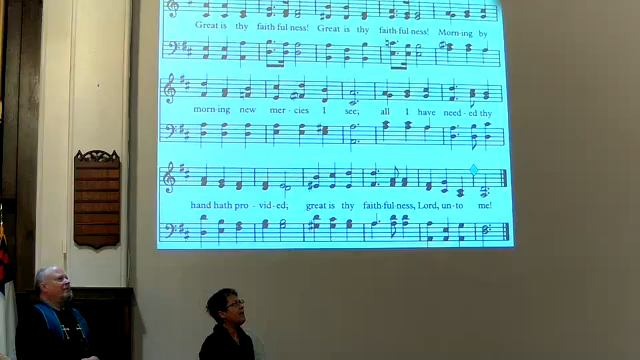 Great is thy faith-ful-ness! Great is thy faith-ful-ness! Morn-ing by
morn-ing new mer-cies I see; all I have need-ed thy
hand hath pro-vid-ed; great is thy faith-ful-ness, Lord, un-to me!